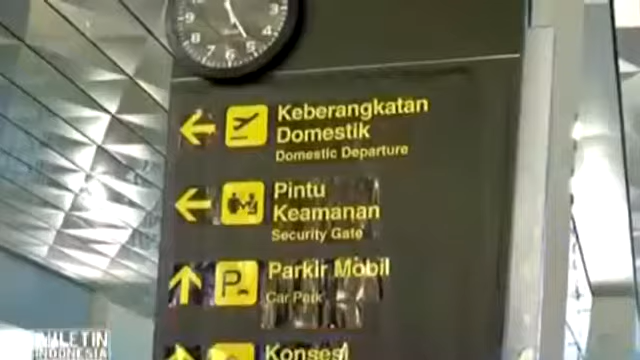 Keberangkatan
Domestik
Domestic Departure
Pintu
Keamanan
Security Gate
P
Parkir Mobil
Car Park
Konsesi
BULETIN
INDONESIA